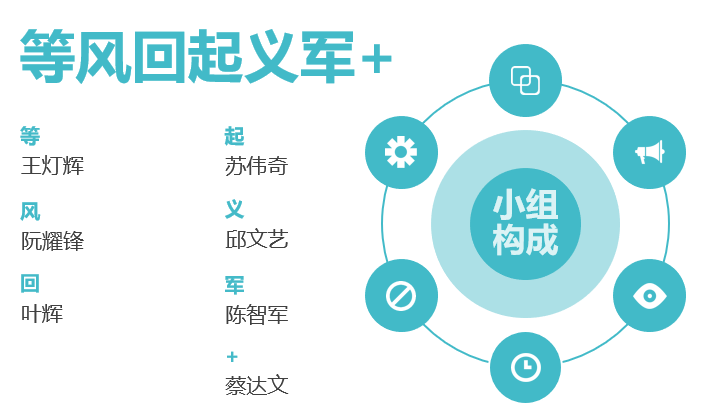 等风回起义军+
等
王灯辉
风
阮耀锋
回
叶辉
起
苏伟奇
义
邱文艺
军
陈智军
+
蔡达文
小组
构成